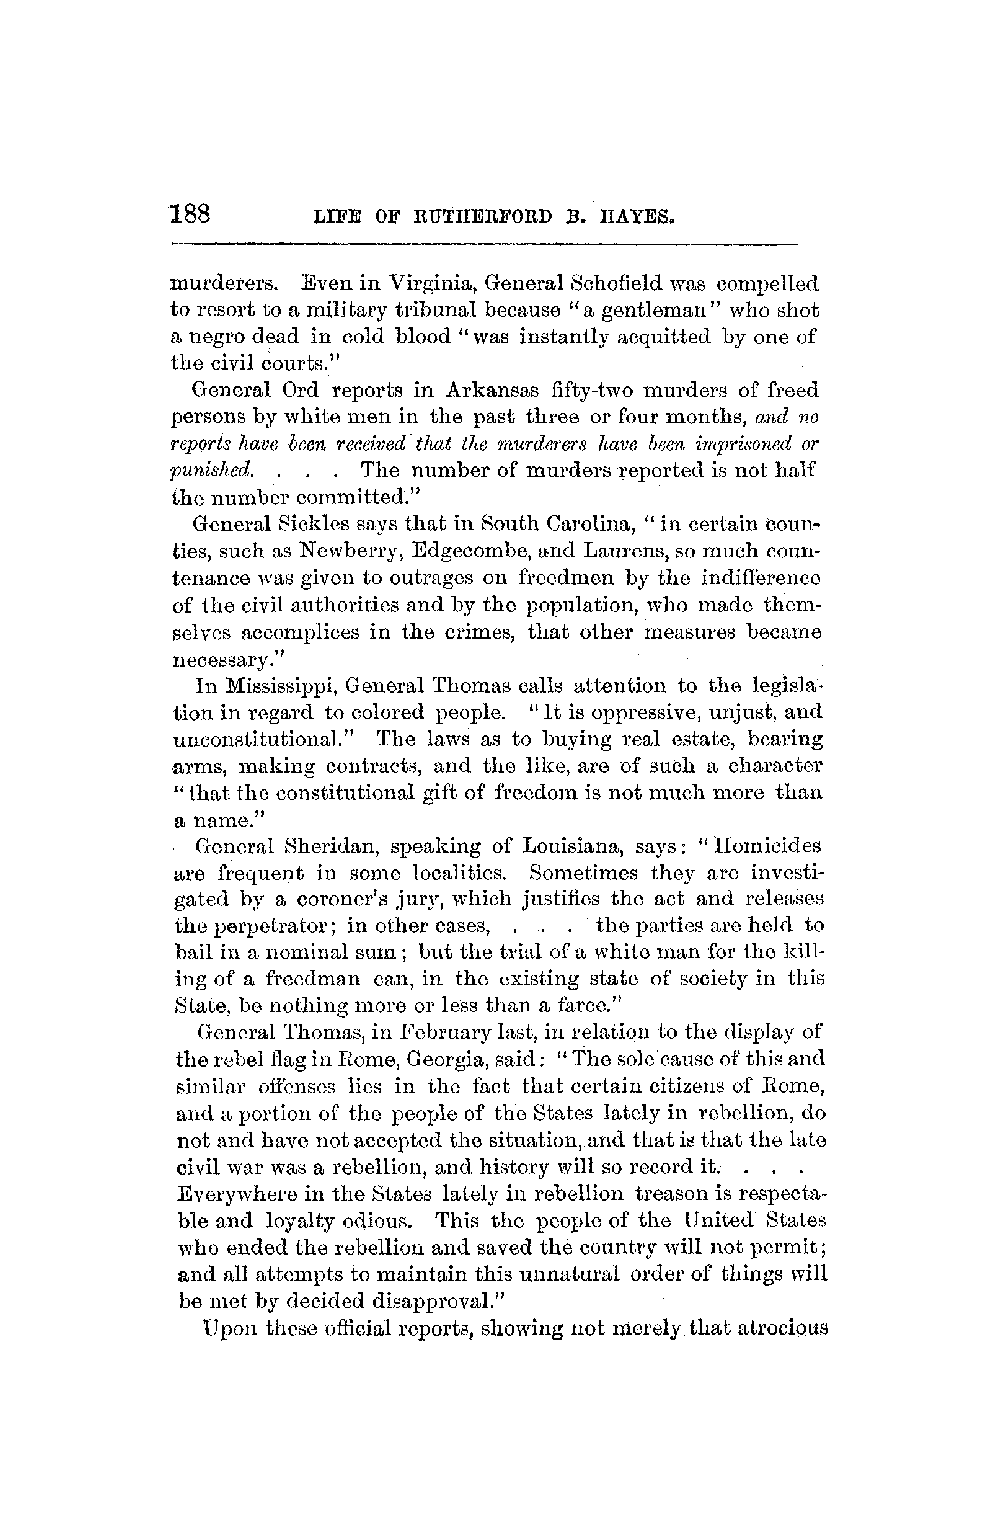 188 LIFE OF RUTHERFORD B. HAYES.
murderers. Even in Virginia, General Schofield was compelled
to resort to a military tribunal because "a gentleman" who shot
a negro dead in cold blood "was instantly acquitted by one of
the civil courts."
General Ord reports in Arkansas fifty-two murders of freed
persons by white men in the past three or four months, and no
reports have been received that the murderers have been imprisoned or
punished. . . . The number of murders reported is not half
the number committed."
General Sickles says that in South Carolina, "in certain coun-
ties, such as Newberry, Edgecombe, and Laurens, so much coun-
tenance was given to outrages on freedmen by the indifference
of the civil authorities and by the population, who made them-
selves accomplices in the crimes, that other measures became
necessary."
In Mississippi, General Thomas calls attention to the legisla-
tion in regard to colored people. "It is oppressive, unjust, and
unconstitutional." The laws as to buying real estate, bearing
arms, making contracts, and the like, are of such a character
"that the constitutional gift of freedom is not much more than
a name."
General Sheridan, speaking of Louisiana, says: "Homicides
are frequent in some localities. Sometimes they are investi-
gated by a coroner's jury, which justifies the act and releases
the perpetrator; in other cases, . . . the parties are held to
bail in a nominal sum; but the trial of a white man for the kill-
ing of a freedman can, in the existing state of society in this
State, be nothing more or less than a farce."
General Thomas, in February last, in relation to the display of
the rebel flag in Rome, Georgia, said: "The sole cause of this and
similar offenses lies in the fact that certain citizens of Rome,
and a portion of the people of the States lately in rebellion, do
not and have not accepted the situation, and that is that the late
civil war was a rebellion, and history will so record it. . . .
Everywhere in the States lately in rebellion treason is respecta-
ble and loyalty odious. This the people of the United States
who ended the rebellion and saved the country will not permit;
and all attempts to maintain this unnatural order of things will
be met by decided disapproval."
Upon these official reports, showing not merely that atrocious